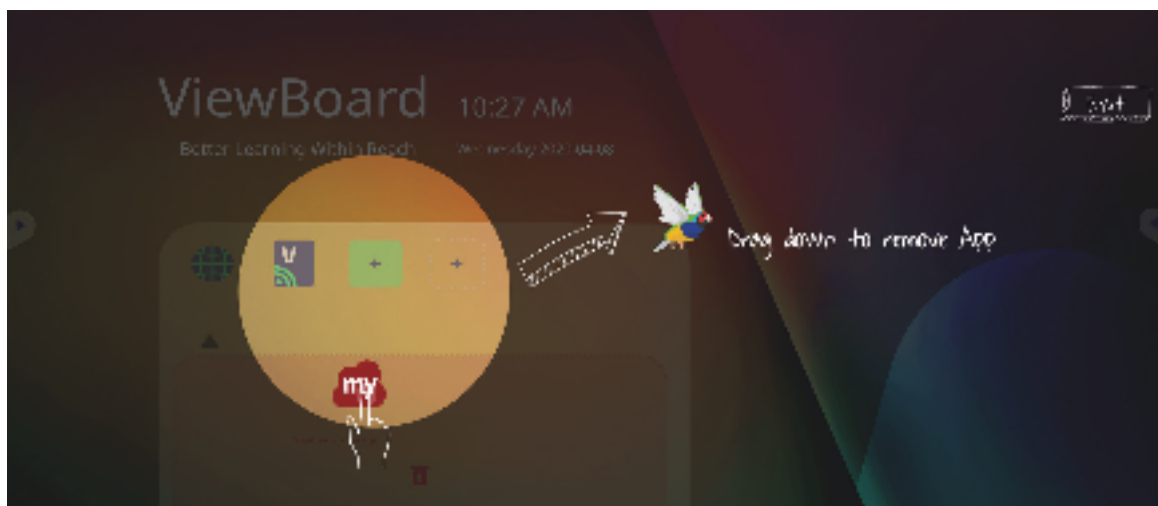 ViewBoard
10:27 AM
Better Learning Within Reach
Drag down to remove App
V
my